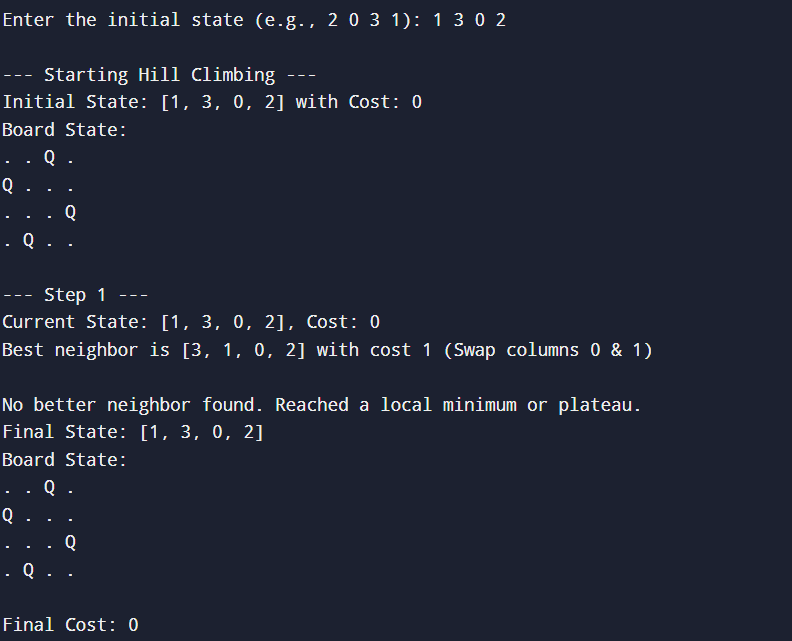 Enter the initial state (e.g., 2 0 3 1): 1 3 0 2
--- Starting Hill Climbing ---
Initial State: [1, 3, 0, 2] with Cost: 0
Board State:
. . Q .
Q . . .
. . . Q
. Q . .
--- Step 1 ---
Current State: [1, 3, 0, 2], Cost: 0
Best neighbor is [3, 1, 0, 2] with cost 1 (Swap columns 0 & 1)
No better neighbor found. Reached a local minimum or plateau.
Final State: [1, 3, 0, 2]
Board State:
. . Q .
Q . . .
. . . Q
. Q . .
Final Cost: 0